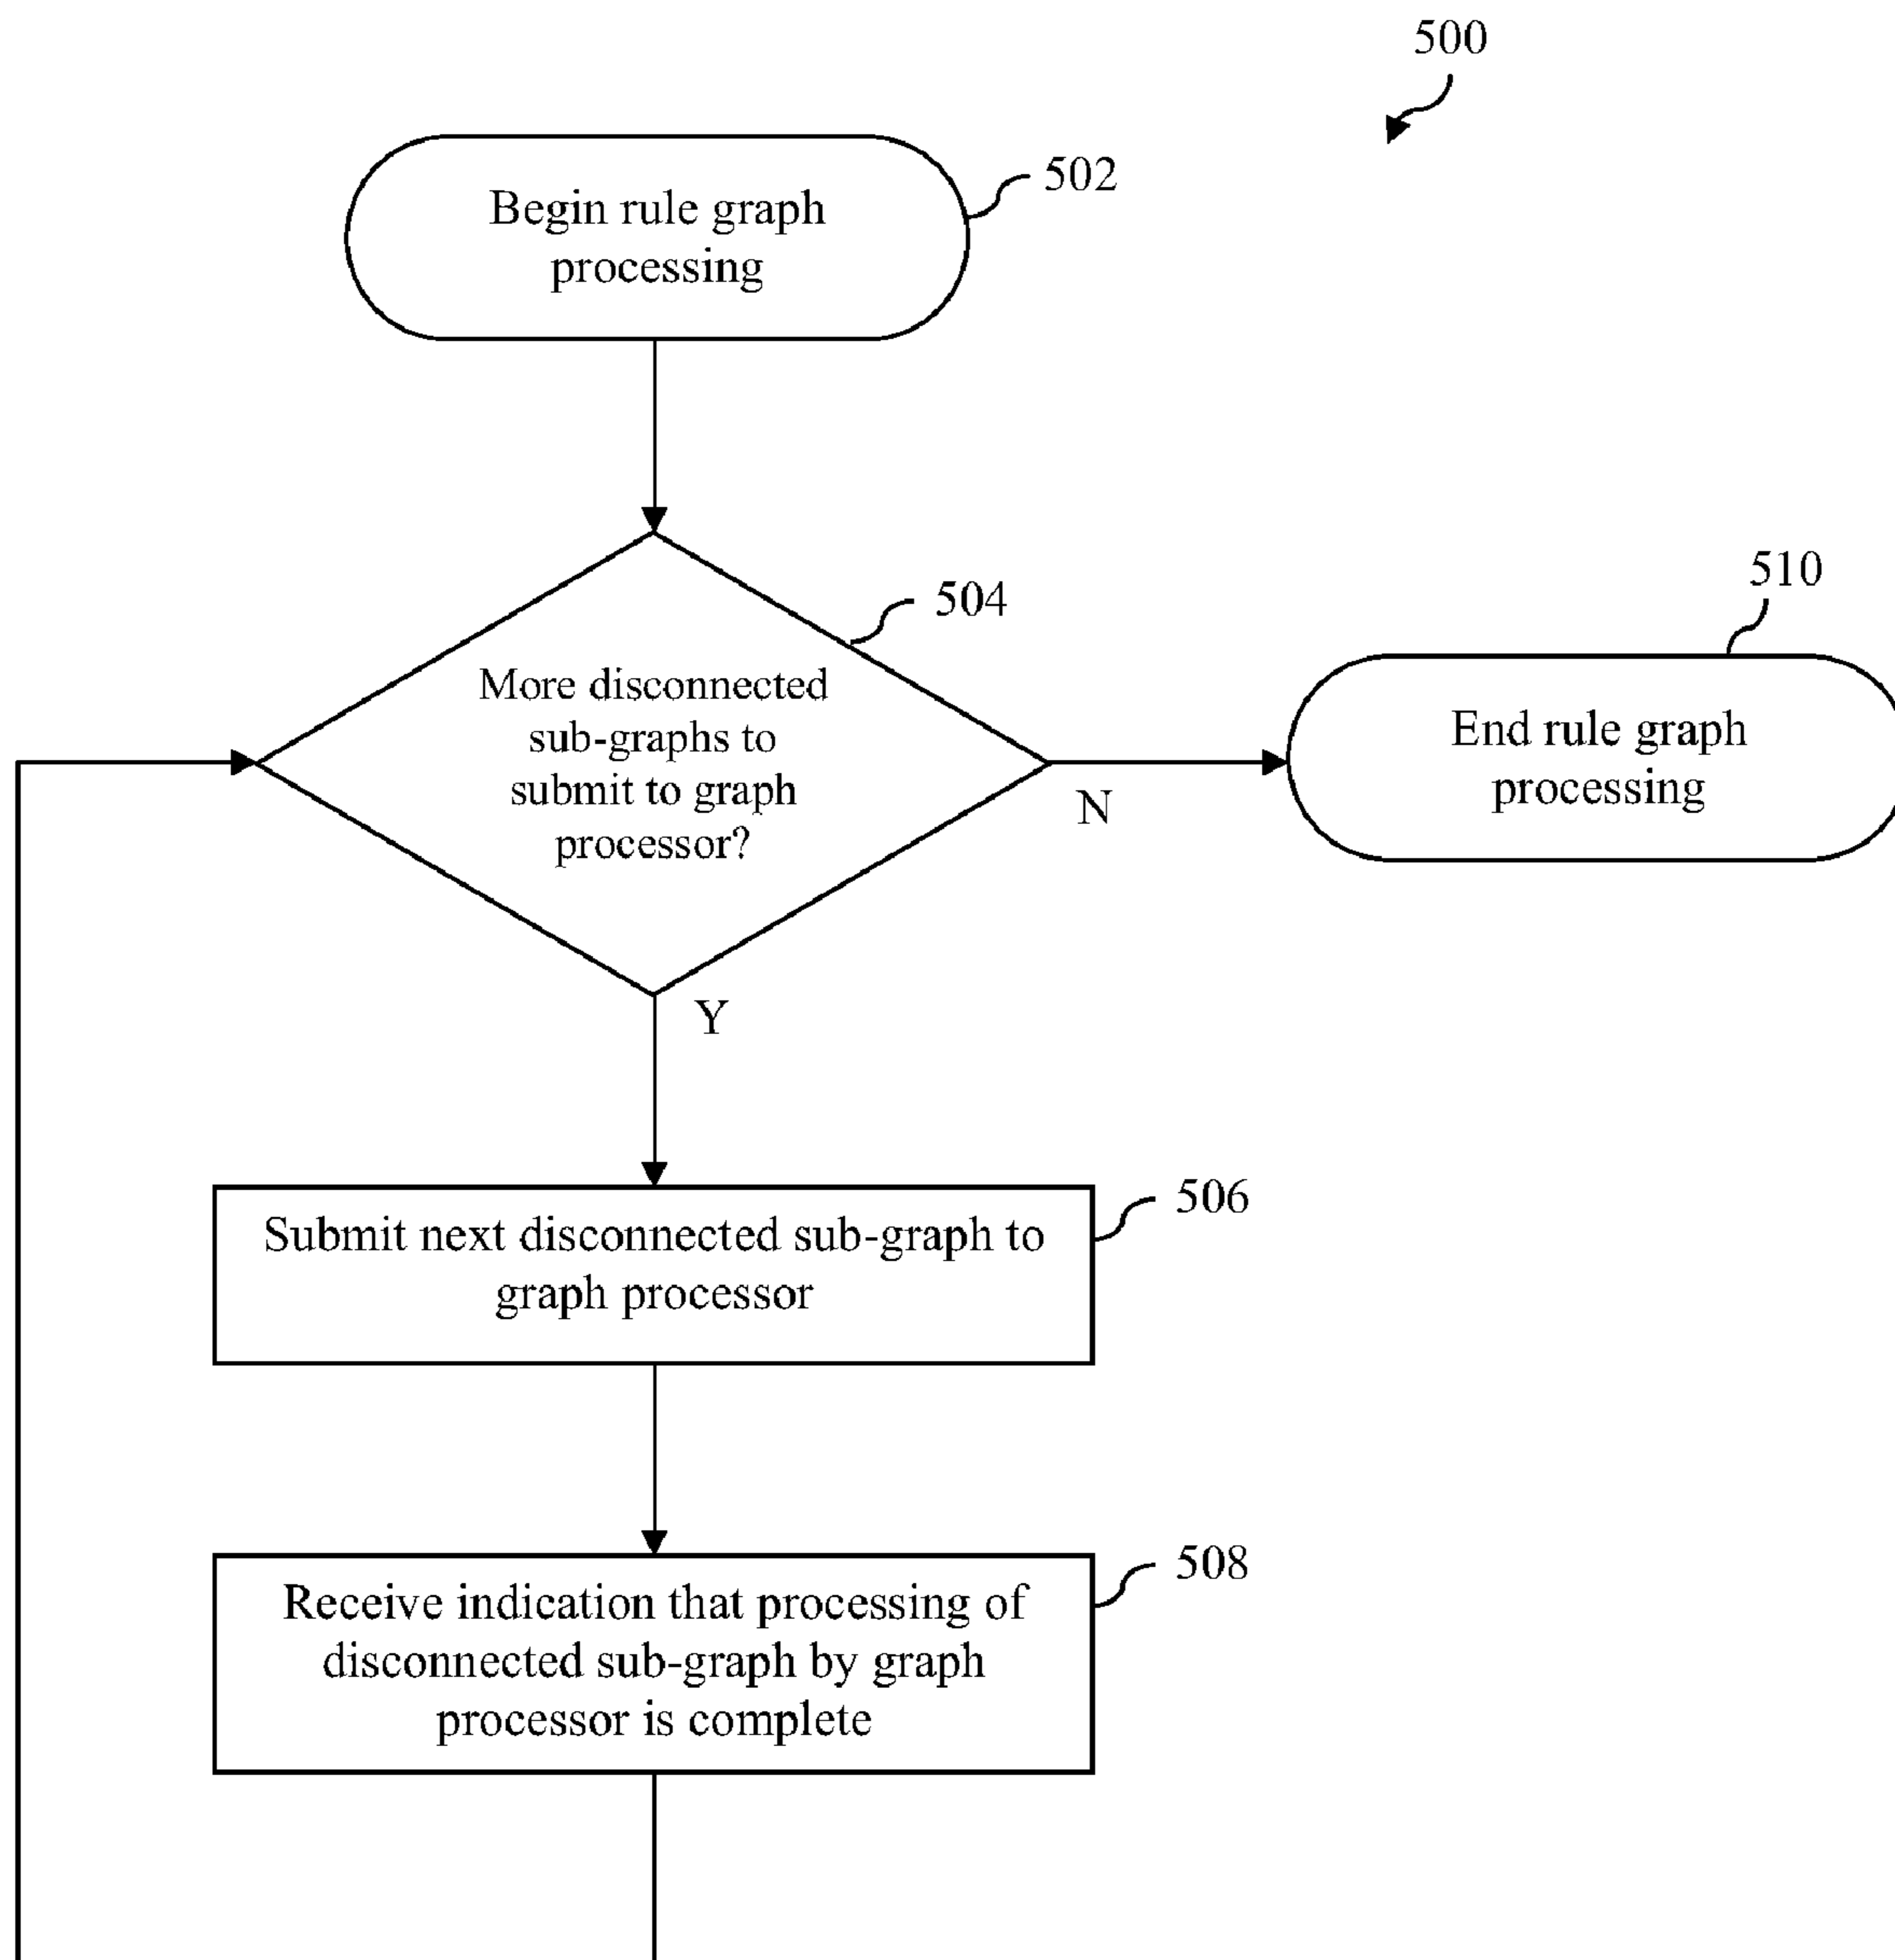 500
Begin rule graph
processing
502
504
More disconnected
sub-graphs to
submit to graph
processor?
510
End rule graph
processing
N
Y
506
Submit next disconnected sub-graph to
graph processor
508
Receive indication that processing of
disconnected sub-graph by graph
processor is complete